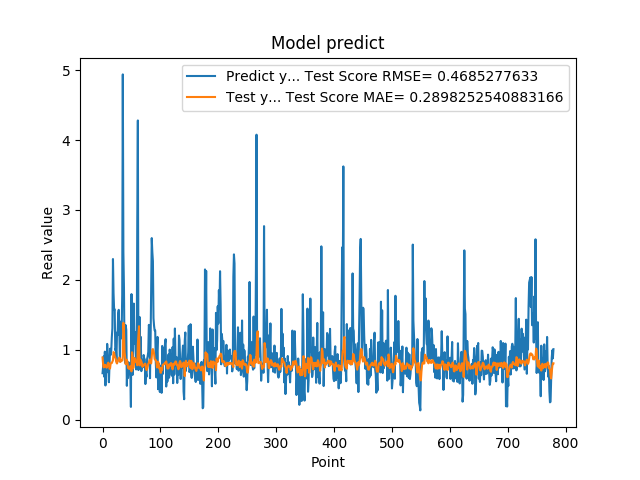 Model predict
Predict y... Test Score RMSE= 0.4685277633
Test y... Test Score MAE= 0.2898252540883166
5
4
3
2
1
0
Real value
0 100 200 300 400 500 600 700 800
Point